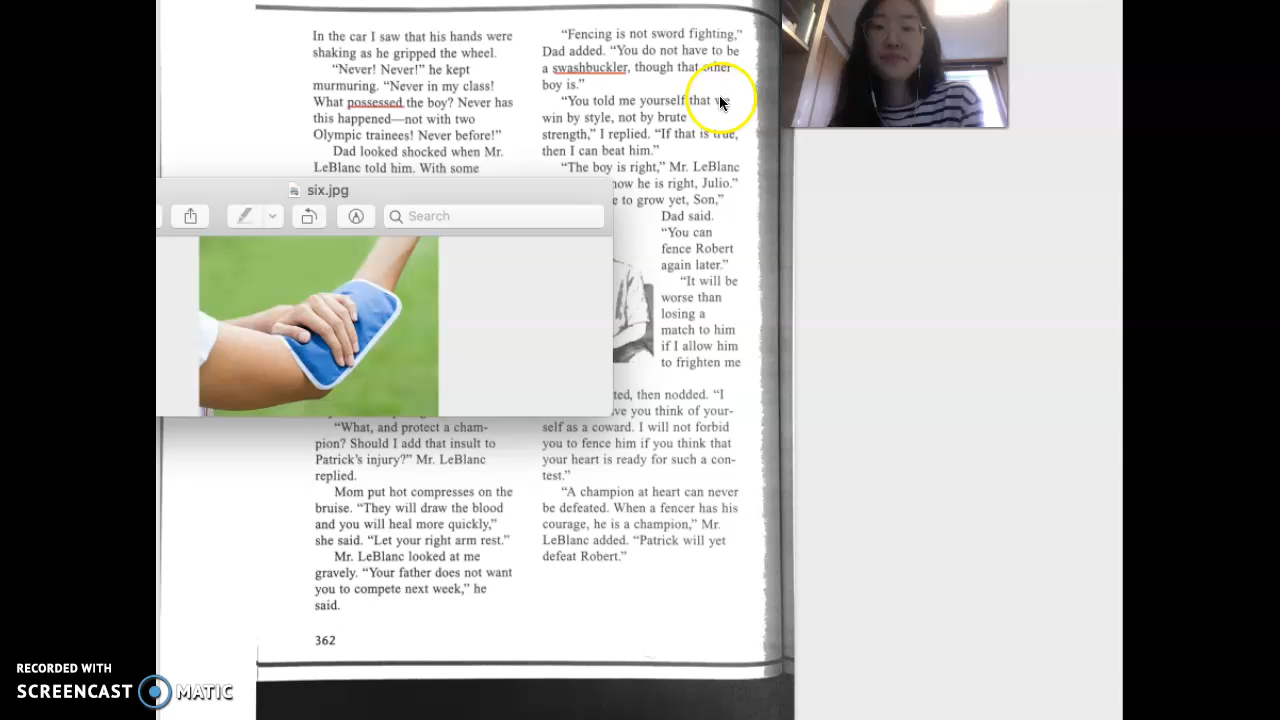 In the car I saw that his hands were
shaking as he gripped the wheel.
“Never! Never!” he kept
murmuring. “Never in my class!
What possessed the boy? Never has
this happened—not with two
Olympic trainees! Never before!”
Dad looked shocked when Mr.
LeBlanc told him. With some
six.jpg
Search
“What, and protect a cham-
pion? Should I add that insult to
Patrick's injury?” Mr. LeBlanc
replied.
Mom put hot compresses on the
bruise. “They will draw the blood
and you will heal more quickly,”
she said. “Let your right arm rest.”
Mr. LeBlanc looked at me
gravely. “Your father does not want
you to compete next week,” he
said.
362
“Fencing is not sword fighting,”
Dad added. “You do not have to be
a swashbuckler, though that other
boy is.”
“You told me yourself that we
win by style, not by brute
strength,” I replied. “If that is true,
then I can beat him.”
“The boy is right,” Mr. LeBlanc
he is right, Julio.”
to grow yet, Son,”
Dad said.
“You can
fence Robert
again later.”
“It will be
worse than
losing a
match to him
if I allow him
to frighten me
then nodded. “I
you think of your-
self as a coward. I will not forbid
you to fence him if you think that
your heart is ready for such a con-
test.”
“A champion at heart can never
be defeated. When a fencer has his
courage, he is a champion,” Mr.
LeBlanc added. “Patrick will yet
defeat Robert.”
RECORDED WITH
SCREENCAST MATIC